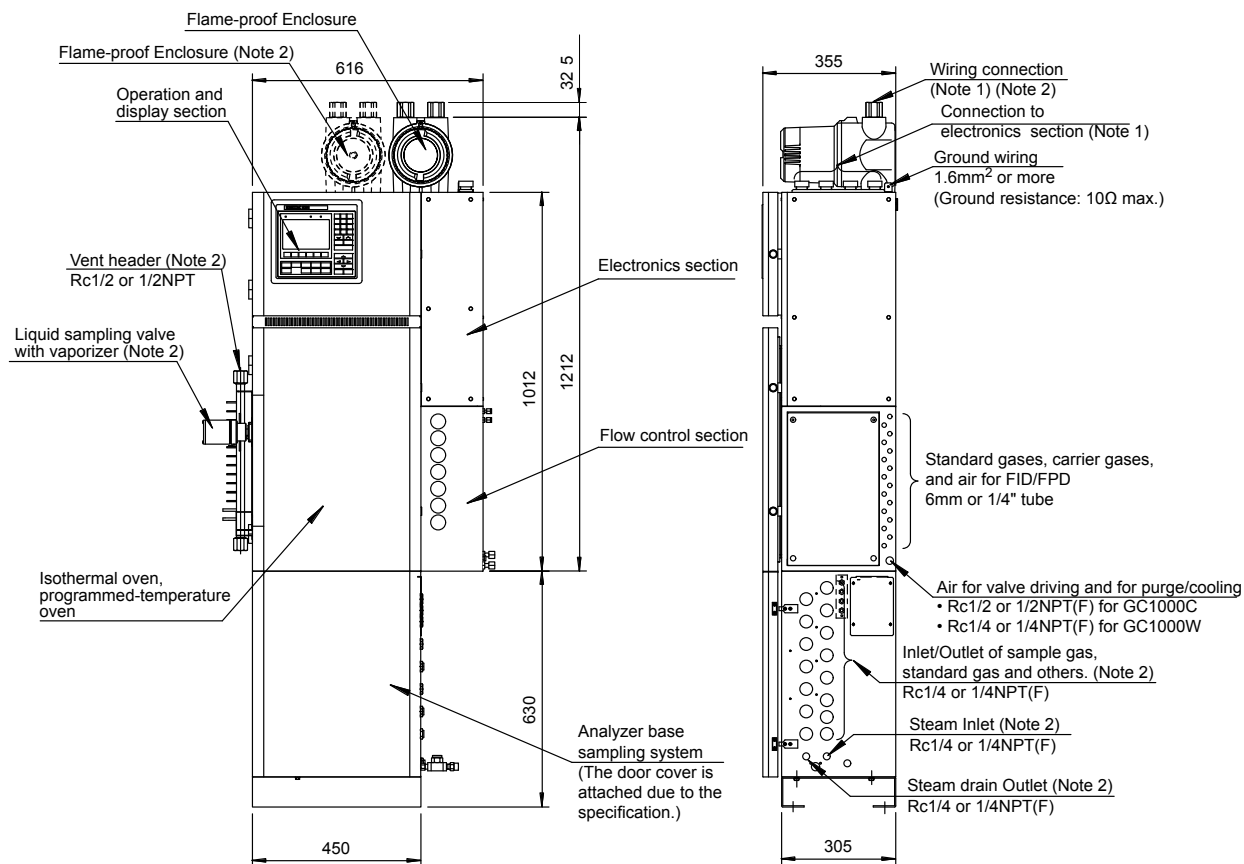 Flame-proof Enclosure
Flame-proof Enclosure (Note 2)
616
32 5
Operation and
display section
Vent header (Note 2)
Rc1/2 or 1/2NPT
Liquid sampling valve
with vaporizer (Note 2)
Isothermal oven,
programmed-temperature
oven
Electronics section
1012
1212
Flow control section
630
Analyzer base
sampling system
(The door cover is
attached due to the
specification.)
450
355
Wiring connection
(Note 1) (Note 2)
Connection to
electronics section (Note 1)
Ground wiring
1.6mm² or more
(Ground resistance: 10Ω max.)
Standard gases, carrier gases,
and air for FID/FPD
6mm or 1/4" tube
Air for valve driving and for purge/cooling
• Rc1/2 or 1/2NPT(F) for GC1000C
• Rc1/4 or 1/4NPT(F) for GC1000W
Inlet/Outlet of sample gas,
standard gas and others. (Note 2)
Rc1/4 or 1/4NPT(F)
Steam Inlet (Note 2)
Rc1/4 or 1/4NPT(F)
Steam drain Outlet (Note 2)
Rc1/4 or 1/4NPT(F)
305